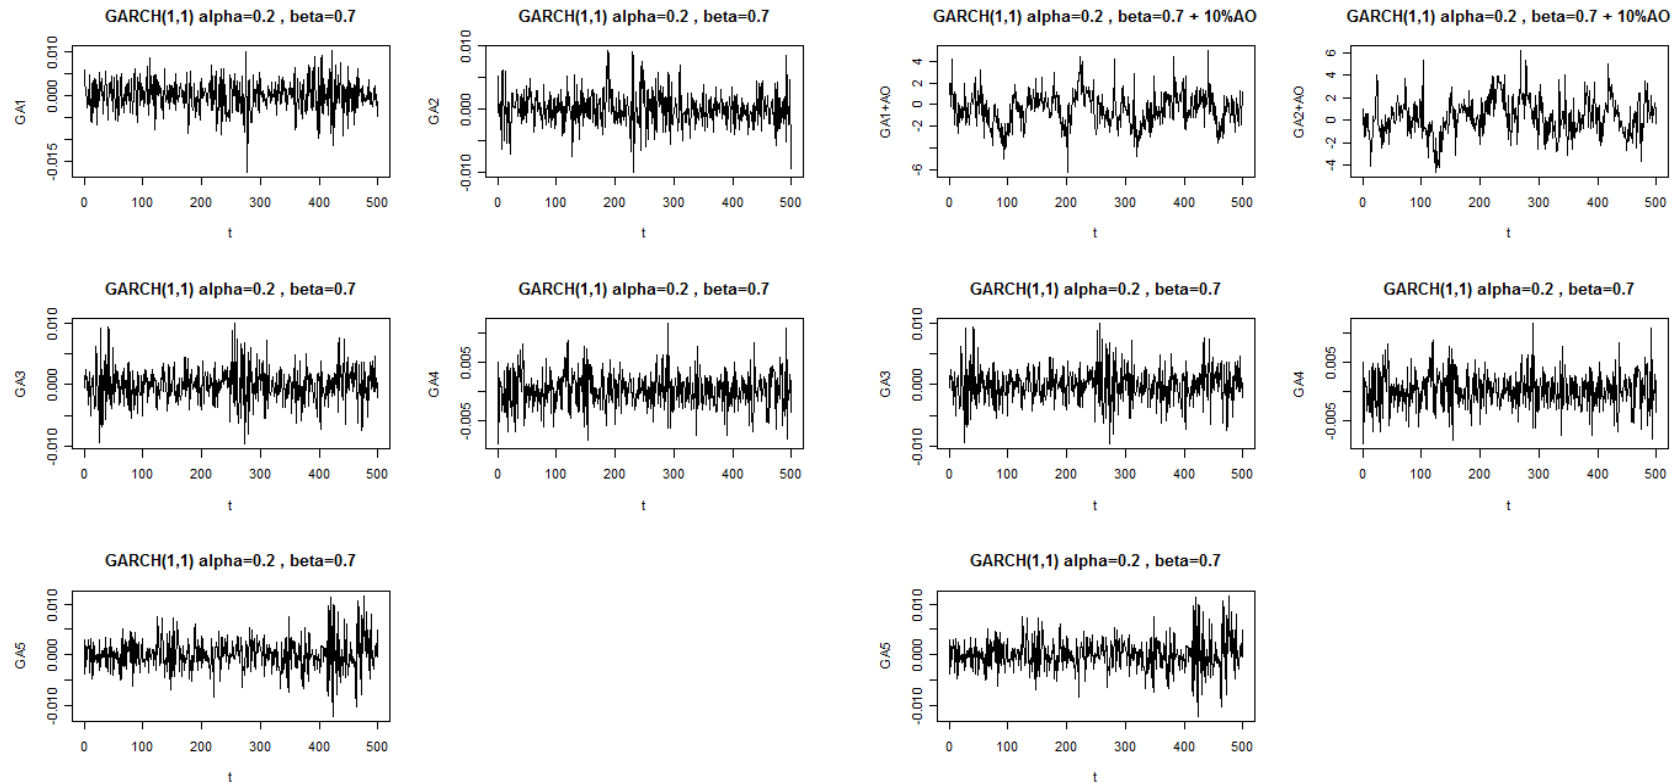 GARCH(1,1) alpha=0.2 , beta=0.7
GA1
0.010
0.000
-0.015
0 100 200 300 400 500
t
GARCH(1,1) alpha=0.2 , beta=0.7
GA2
0.010
0.000
-0.010
0 100 200 300 400 500
t
GARCH(1,1) alpha=0.2 , beta=0.7 + 10%AO
GA1+AO
4
2
0
-2
-6
0 100 200 300 400 500
t
GARCH(1,1) alpha=0.2 , beta=0.7 + 10%AO
GA2+AO
6
4
2
0
-2
-4
0 100 200 300 400 500
t
GARCH(1,1) alpha=0.2 , beta=0.7
GA3
0.010
0.000
-0.010
0 100 200 300 400 500
t
GARCH(1,1) alpha=0.2 , beta=0.7
GA4
0.005
-0.005
0 100 200 300 400 500
t
GARCH(1,1) alpha=0.2 , beta=0.7
GA3
0.010
0.000
-0.010
0 100 200 300 400 500
t
GARCH(1,1) alpha=0.2 , beta=0.7
GA4
0.005
-0.005
0 100 200 300 400 500
t
GARCH(1,1) alpha=0.2 , beta=0.7
GA5
0.010
0.000
-0.010
0 100 200 300 400 500
t
GARCH(1,1) alpha=0.2 , beta=0.7
GA5
0.010
0.000
-0.010
0 100 200 300 400 500
t